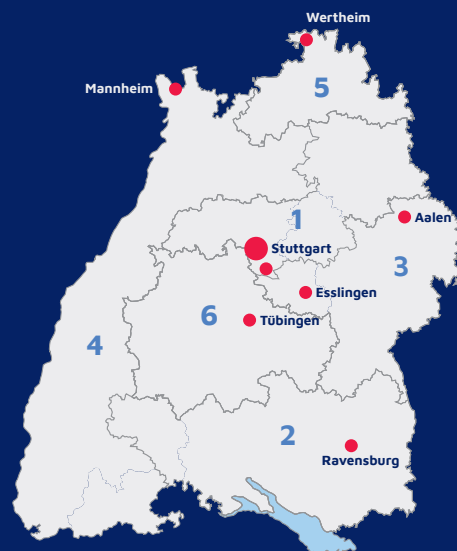 Wertheim
Mannheim
5
1
Aalen
Stuttgart
3
Esslingen
6
Tübingen
4
2
Ravensburg